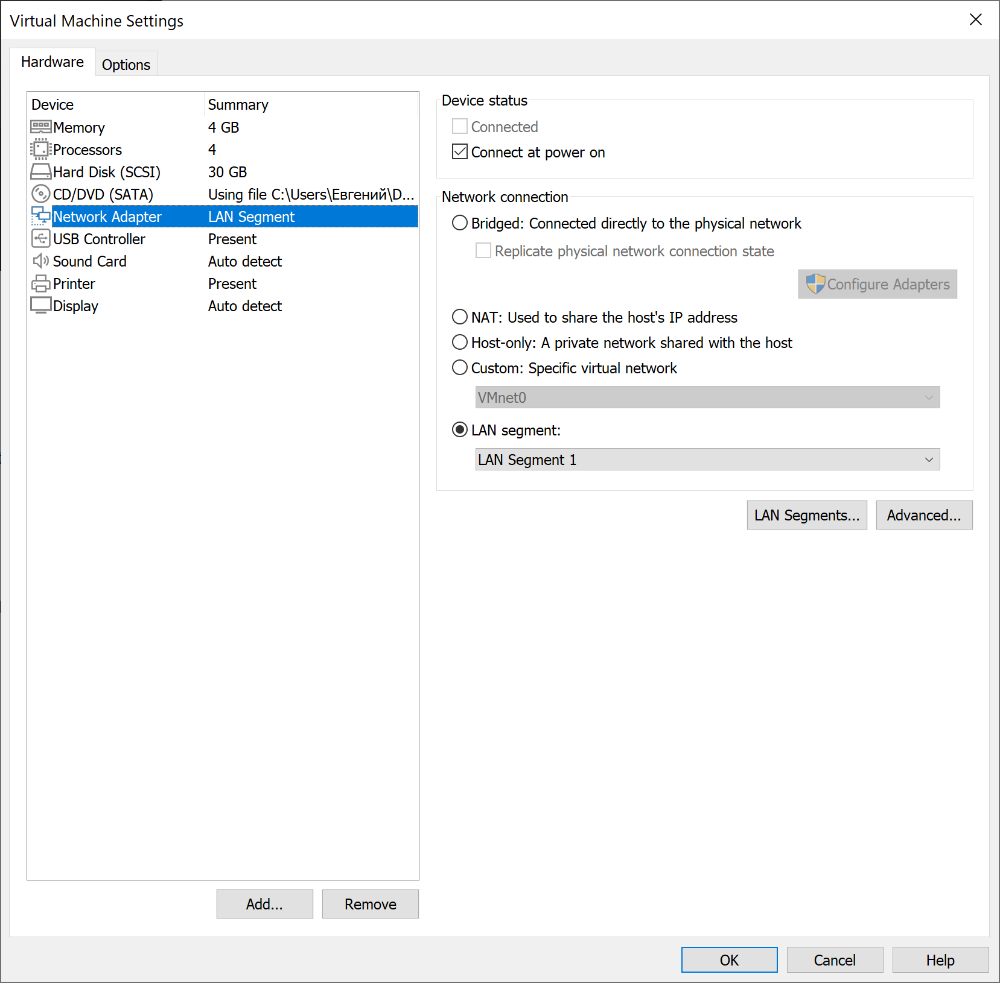 Virtual Machine Settings
Hardware
Options
Device Summary
Memory 4 GB
Processors 4
Hard Disk (SCSI) 30 GB
CD/DVD (SATA) Using file C:\Users\Евгений\D...
Network Adapter LAN Segment
USB Controller Present
Sound Card Auto detect
Printer Present
Display Auto detect
Add...
Remove
Device status
Connected
Connect at power on
Network connection
Bridged: Connected directly to the physical network
Replicate physical network connection state
Configure Adapters
NAT: Used to share the host's IP address
Host-only: A private network shared with the host
Custom: Specific virtual network
VMnet0
LAN segment:
LAN Segment 1
LAN Segments...
Advanced...
OK
Cancel
Help